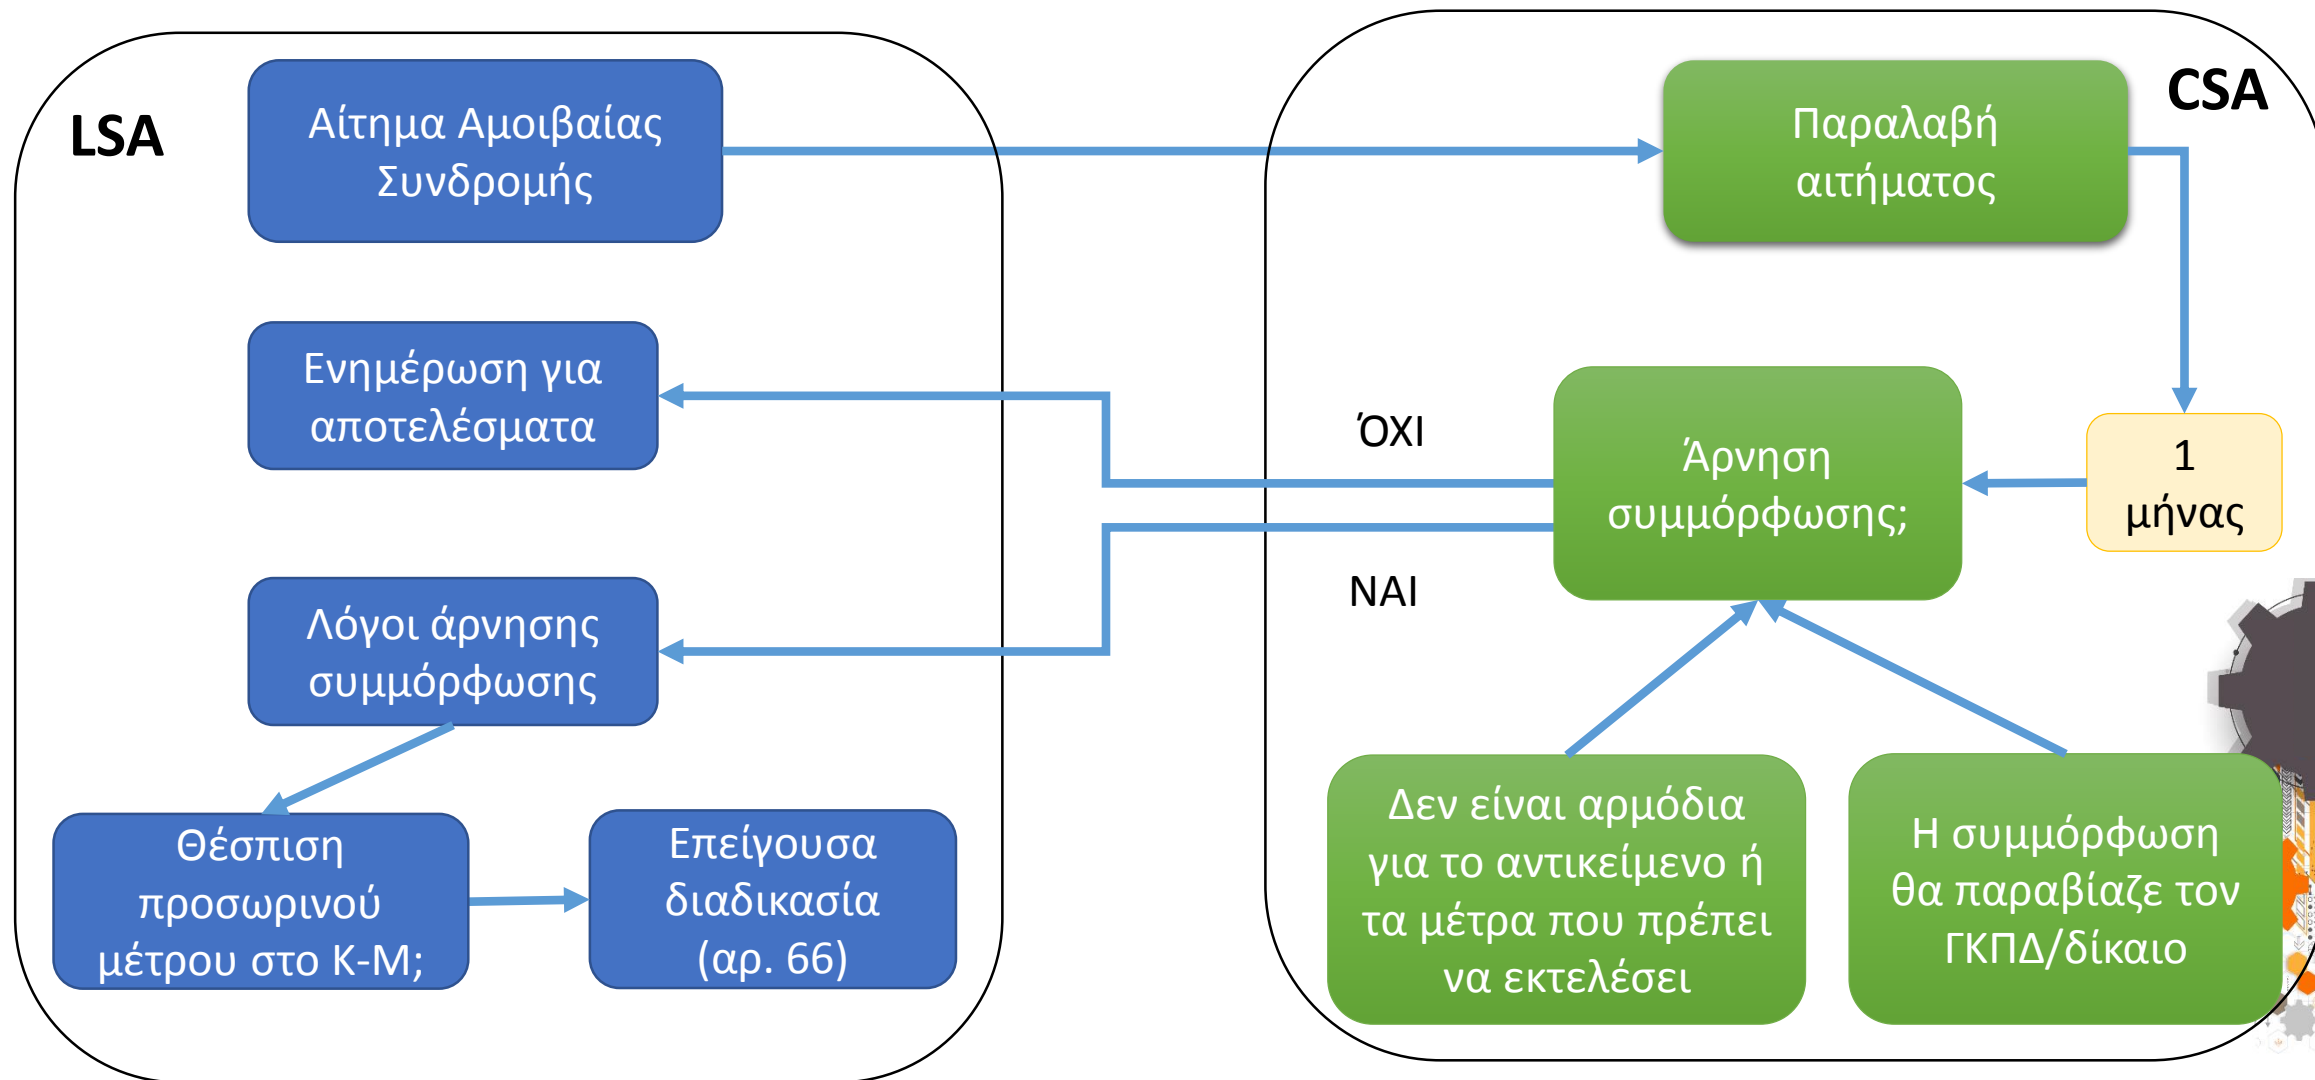 LSA
Αίτημα Αμοιβαίας
Συνδρομής
Ενημέρωση για
αποτελέσματα
Λόγοι άρνησης
συμμόρφωσης
Θέσπιση
προσωρινού
μέτρου στο Κ-Μ;
Επείγουσα
διαδικασία
(αρ. 66)
CSA
Παραλαβή
αιτήματος
1
μήνας
Άρνηση
συμμόρφωσης;
ΌΧΙ
ΝΑΙ
Δεν είναι αρμόδια
για το αντικείμενο ή
τα μέτρα που πρέπει
να εκτελέσει
Η συμμόρφωση
θα παραβίαζε τον
ΓΚΠΔ/δίκαιο